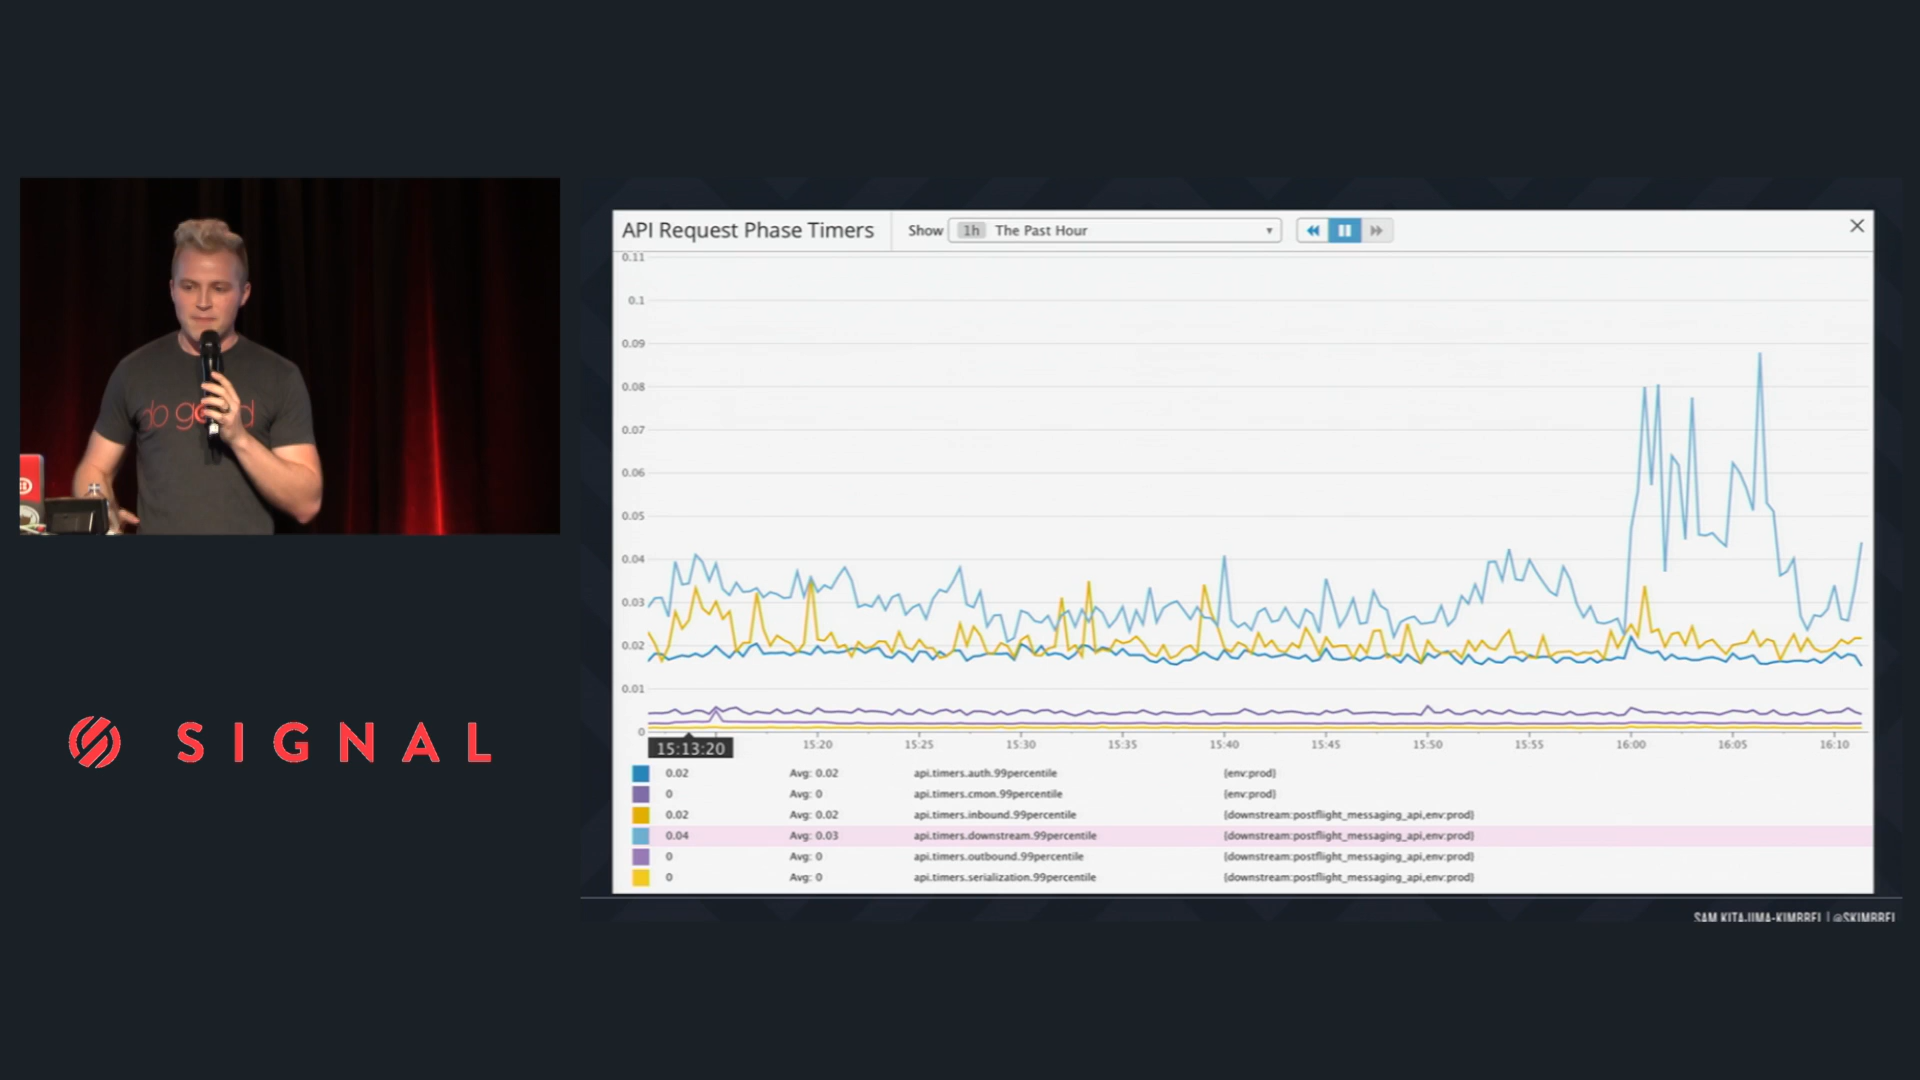 do go d
SIGNAL
API Request Phase Timers
Show 1h The Past Hour
0.11
0.1
0.09
0.08
0.07
0.06
0.05
0.04
0.03
0.02
0.01
0
15:13:20 15:20 15:25 15:30 15:35 15:40 15:45 15:50 15:55 16:00 16:05 16:10
0.02 Avg: 0.02 api.timers.auth.99percentile {env:prod}
0 Avg: 0 api.timers.cmon.99percentile {env:prod}
0.02 Avg: 0.02 api.timers.inbound.99percentile {downstream:postflight_messaging_api,env:prod}
0.04 Avg: 0.03 api.timers.downstream.99percentile {downstream:postflight_messaging_api,env:prod}
0 Avg: 0 api.timers.outbound.99percentile {downstream:postflight_messaging_api,env:prod}
0 Avg: 0 api.timers.serialization.99percentile {downstream:postflight_messaging_api,env:prod}
SAM KITAJIMA-KIMBREL | @SKIMBREL